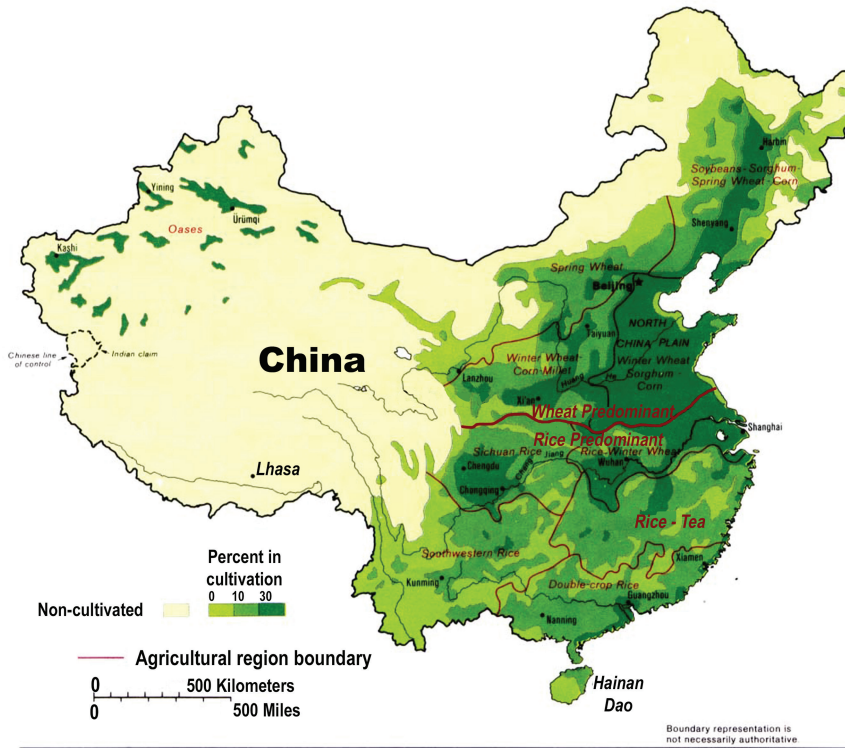 Harbin
Soybeans-Sorghum-
Spring Wheat-Corn
Yining
Ürümqi
Shenyang
Oases
Kashi
Spring Wheat
Beijing
NORTH
Taiyuan
CHINA PLAIN
Chinese line
of control
Indian claim
China
Winter Wheat-
Corn-Millet
Winter Wheat
Sorghum -
Corn
Lanzhou
Huang
He
Xi'an
Wheat Predominant
Shanghai
Rice Predominant
Sichuan Rice
Jiang
Rice-Winter Wheat
Wuhan
Chengdu
Lhasa
Chongqing
Rice - Tea
Southwestern Rice
Xiamen
Kunming
Double-crop Rice
Guangzhou
Nanning
Percent in
cultivation
0 10 30
Non-cultivated
Agricultural region boundary
0 500 Kilometers
0 500 Miles
Hainan
Dao
Boundary representation is
not necessarily authoritative